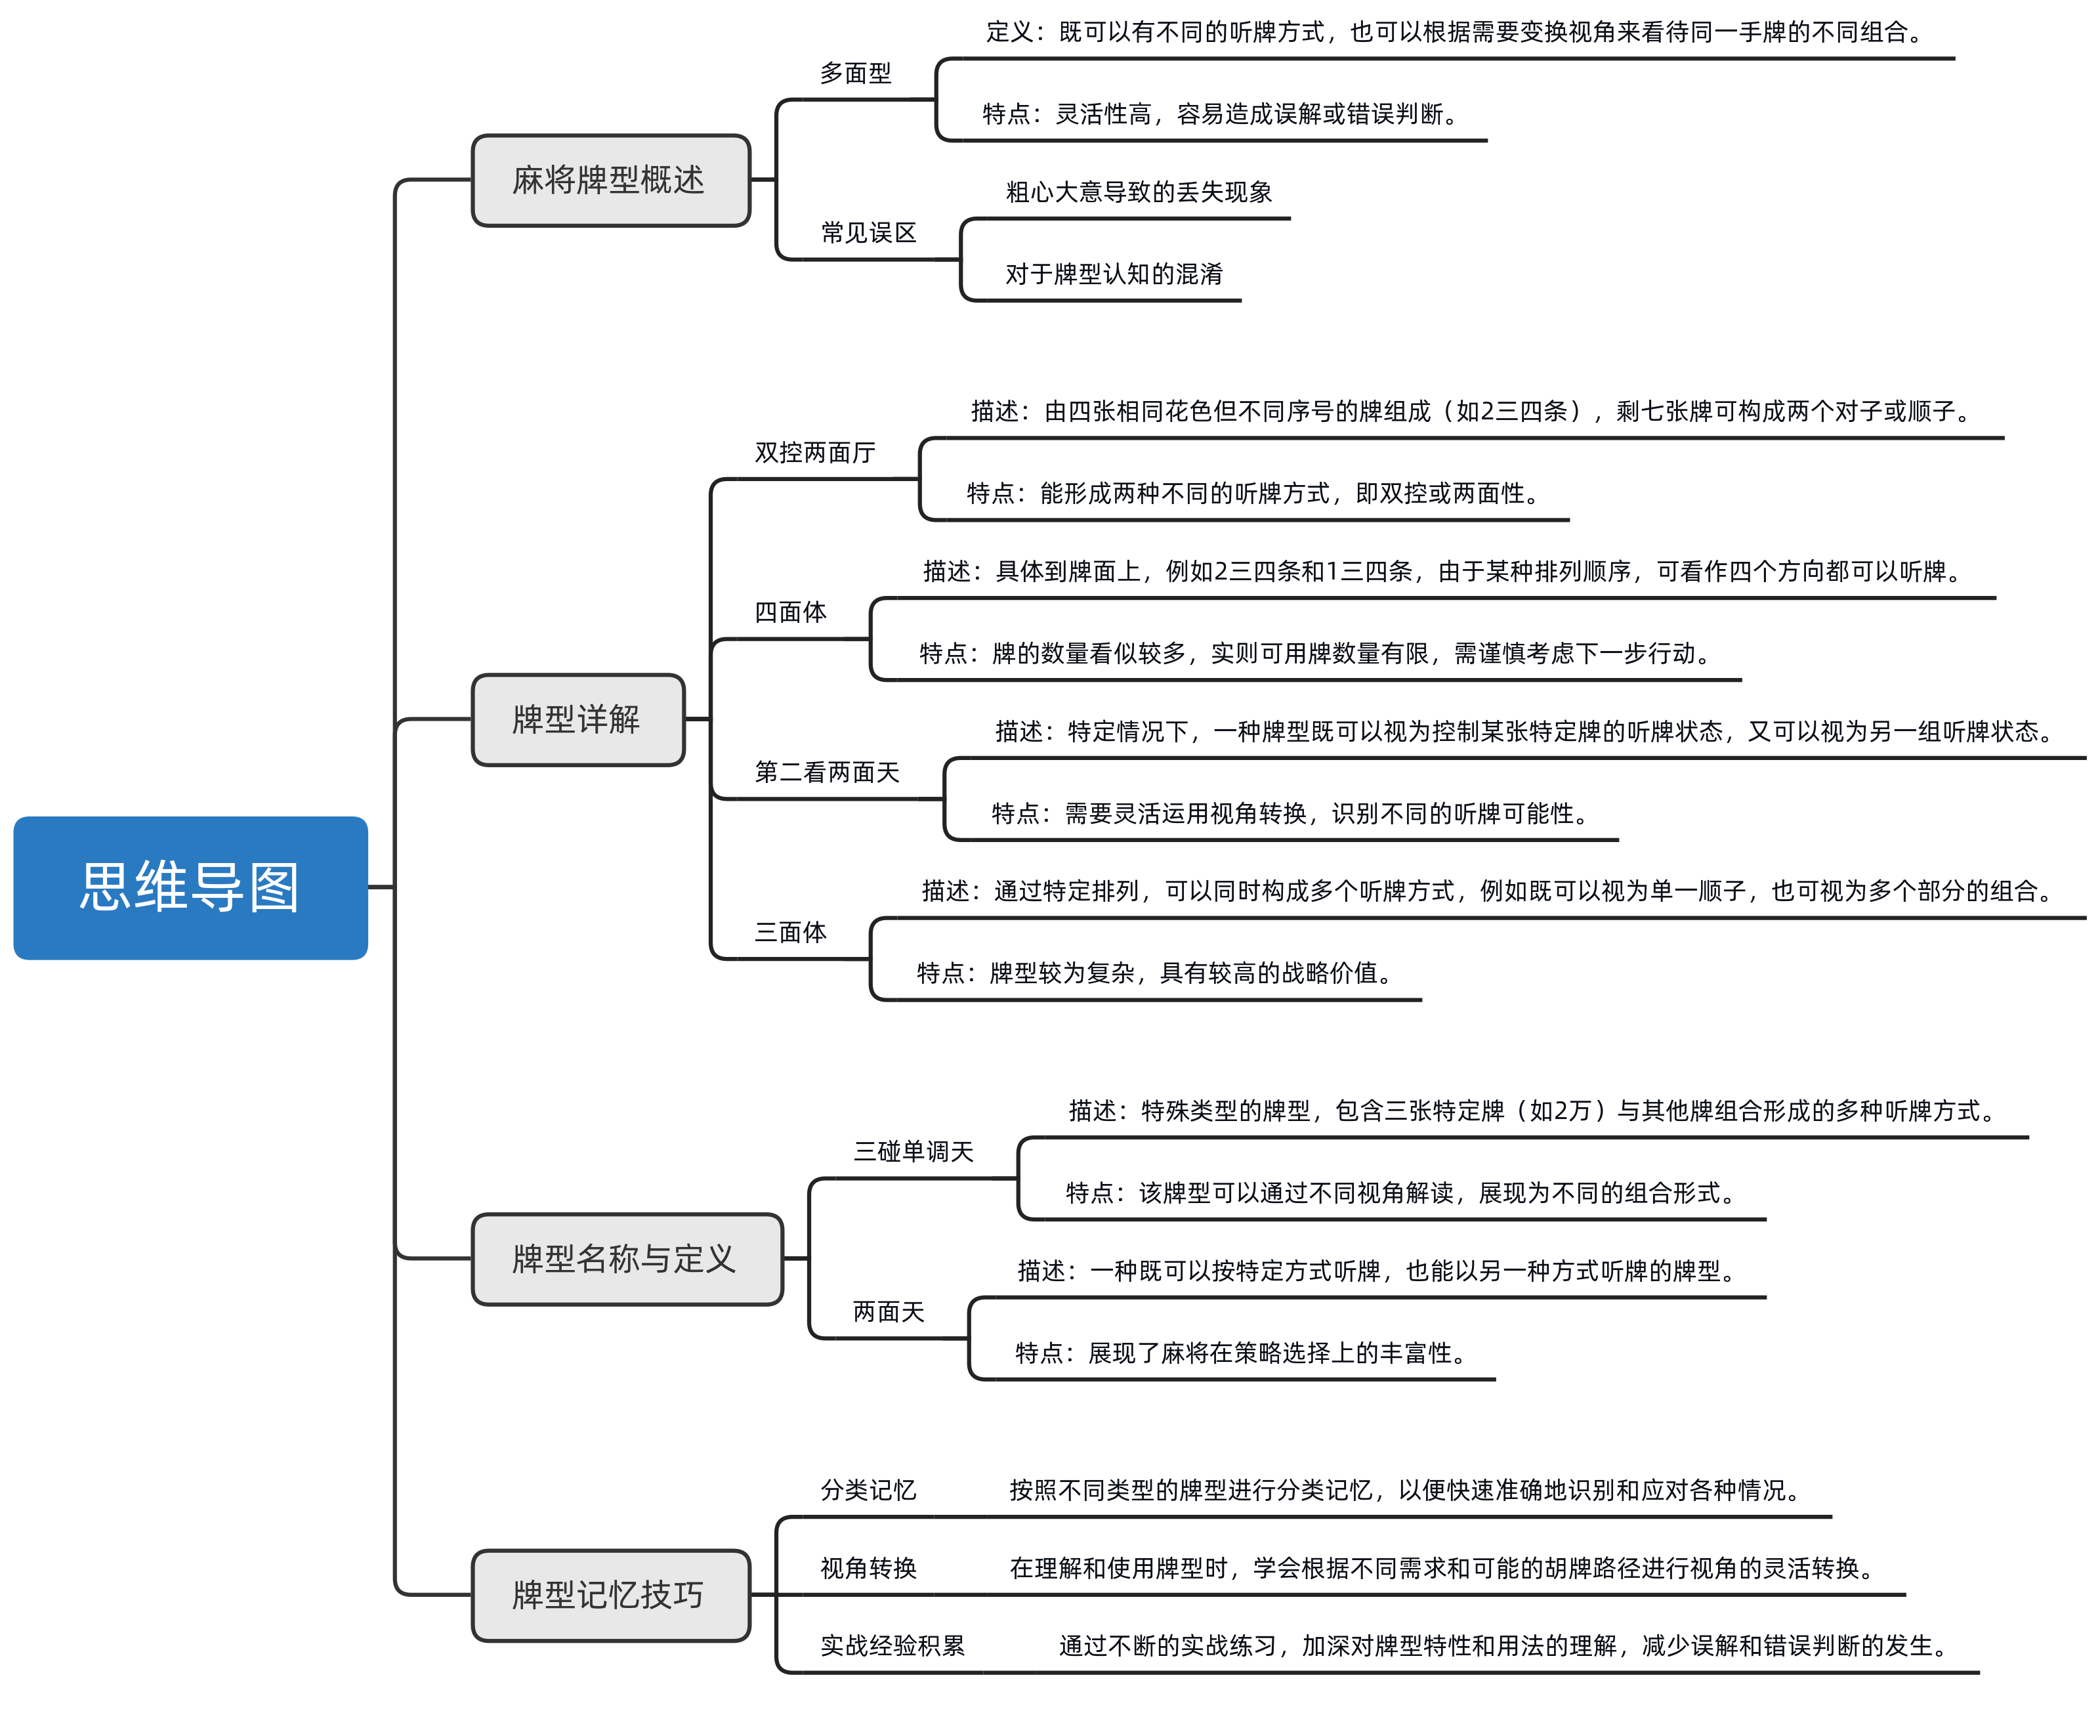 思维导图
麻将牌型概述
多面型
定义：既可以有不同的听牌方式，也可以根据需要变换视角来看待同一手牌的不同组合。
特点：灵活性高，容易造成误解或错误判断。
常见误区
粗心大意导致的丢失现象
对于牌型认知的混淆
牌型详解
双控两面厅
描述：由四张相同花色但不同序号的牌组成（如2三四条），剩七张牌可构成两个对子或顺子。
特点：能形成两种不同的听牌方式，即双控或两面性。
四面体
描述：具体到牌面上，例如2三四条和1三四条，由于某种排列顺序，可看作四个方向都可以听牌。
特点：牌的数量看似较多，实则可用牌数量有限，需谨慎考虑下一步行动。
第二看两面天
描述：特定情况下，一种牌型既可以视为控制某张特定牌的听牌状态，又可以视为另一组听牌状态。
特点：需要灵活运用视角转换，识别不同的听牌可能性。
三面体
描述：通过特定排列，可以同时构成多个听牌方式，例如既可以视为单一顺子，也可视为多个部分的组合。
特点：牌型较为复杂，具有较高的战略价值。
牌型名称与定义
三碰单调天
描述：特殊类型的牌型，包含三张特定牌（如2万）与其他牌组合形成的多种听牌方式。
特点：该牌型可以通过不同视角解读，展现为不同的组合形式。
两面天
描述：一种既可以按特定方式听牌，也能以另一种方式听牌的牌型。
特点：展现了麻将在策略选择上的丰富性。
牌型记忆技巧
分类记忆
按照不同类型的牌型进行分类记忆，以便快速准确地识别和应对各种情况。
视角转换
在理解和使用牌型时，学会根据不同需求和可能的胡牌路径进行视角的灵活转换。
实战经验积累
通过不断的实战练习，加深对牌型特性和用法的理解，减少误解和错误判断的发生。